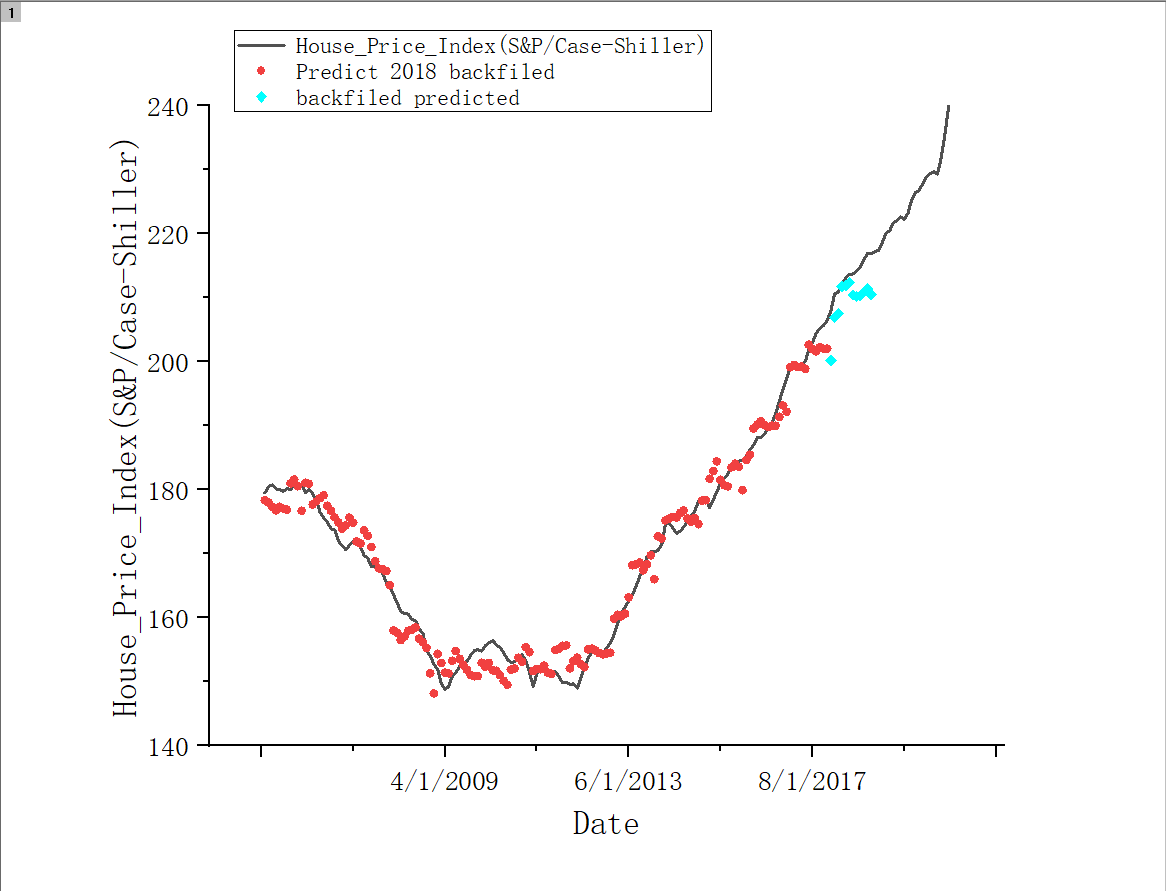 1
House_Price_Index(S&P/Case-Shiller)
Predict 2018 backfiled
backfiled predicted
240
220
200
180
160
140
House_Price_Index(S&P/Case-Shiller)
4/1/2009 6/1/2013 8/1/2017
Date